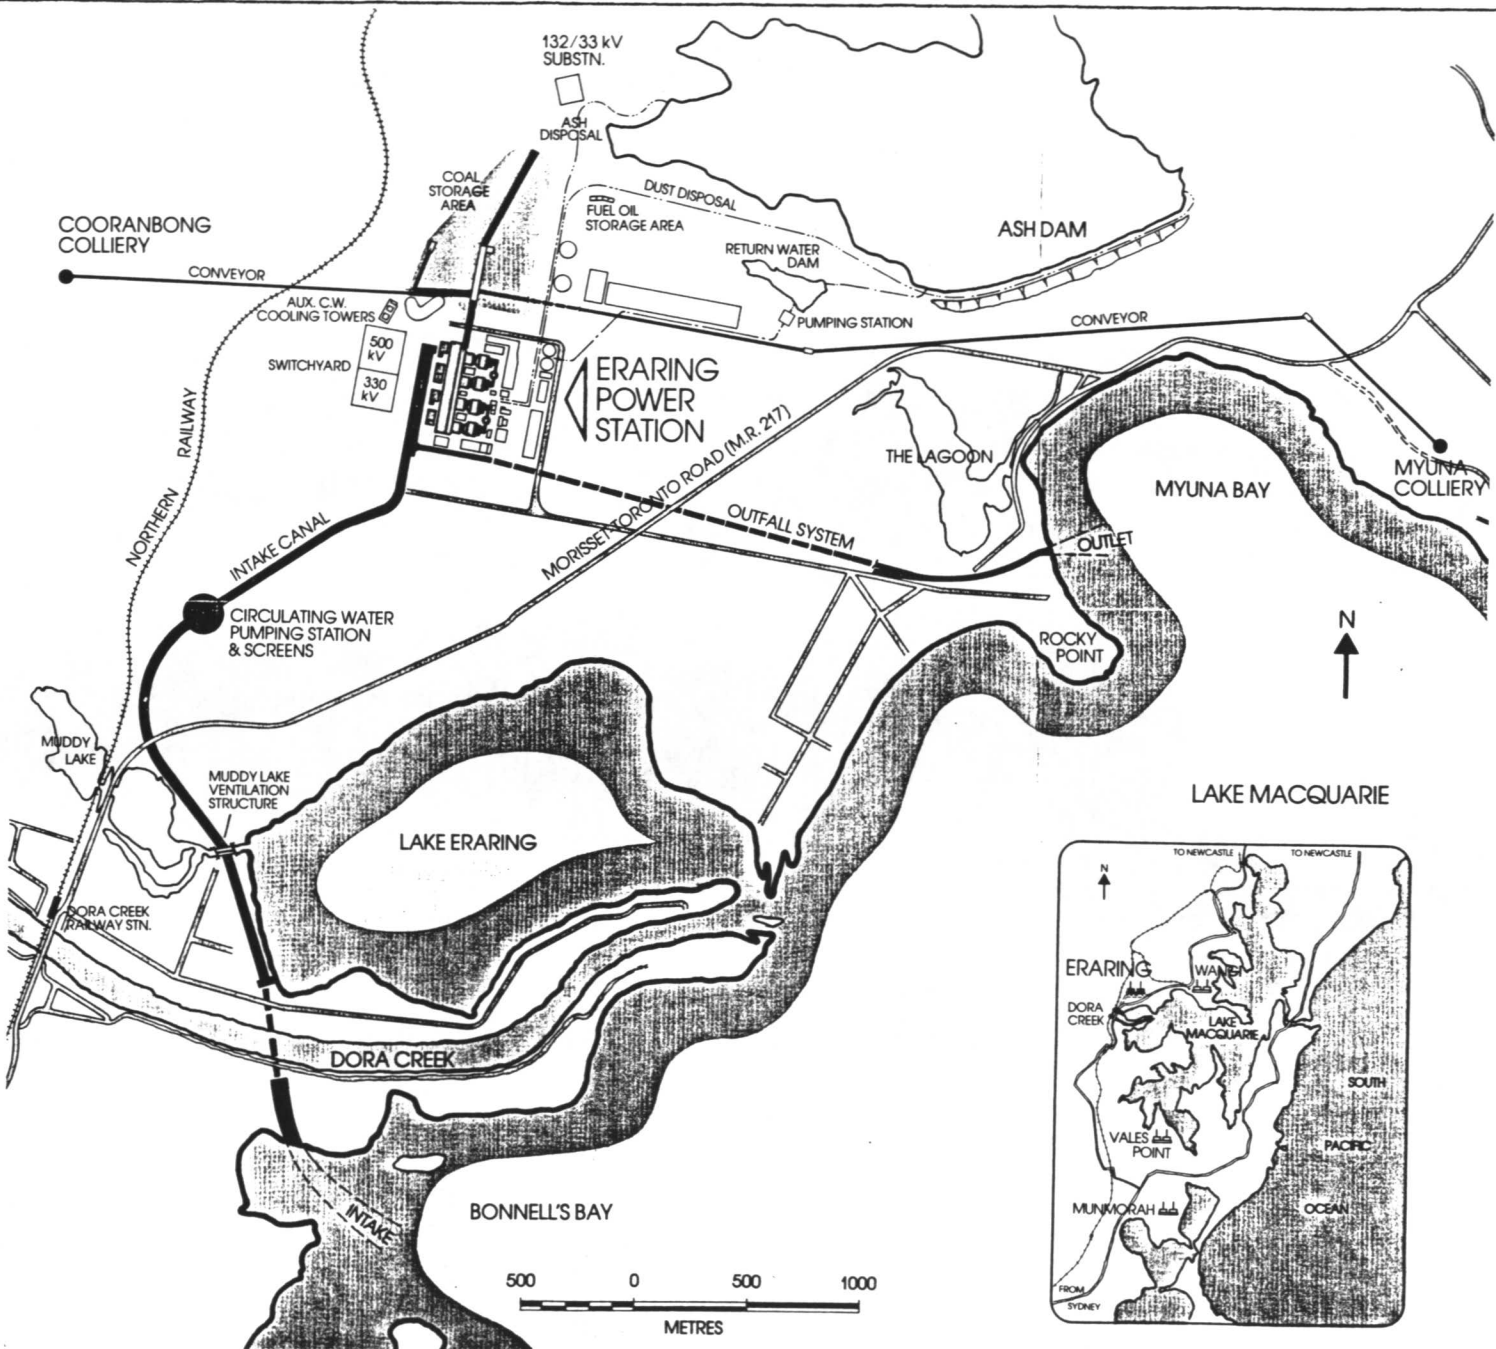 132/33 kV
SUBSTN.
ASH
DISPOSAL
COAL
STORAGE
AREA
DUST DISPOSAL
FUEL OIL
STORAGE AREA
ASH DAM
COORANBONG
COLLIERY
CONVEYOR
RETURN WATER
DAM
AUX. C.W.
COOLING TOWERS
PUMPING STATION
CONVEYOR
500
kV
SWITCHYARD
330
kV
ERARING
POWER
STATION
NORTHERN RAILWAY
MORISSET-TORONTO ROAD (M.R. 217)
THE LAGOON
MYUNA BAY
MYUNA
COLLIERY
INTAKE CANAL
OUTFALL SYSTEM
OUTLET
CIRCULATING WATER
PUMPING STATION
& SCREENS
ROCKY
POINT
N
MUDDY
LAKE
MUDDY LAKE
VENTILATION
STRUCTURE
LAKE MACQUARIE
LAKE ERARING
DORA CREEK
RAILWAY STN.
DORA CREEK
INTAKE
BONNELL'S BAY
500 0 500 1000
METRES
TO NEWCASTLE
TO NEWCASTLE
N
ERARING
WANGI
DORA
CREEK
LAKE
MACQUARIE
SOUTH
PACIFIC
OCEAN
VALES
POINT
MUNMORAH
FROM
SYDNEY